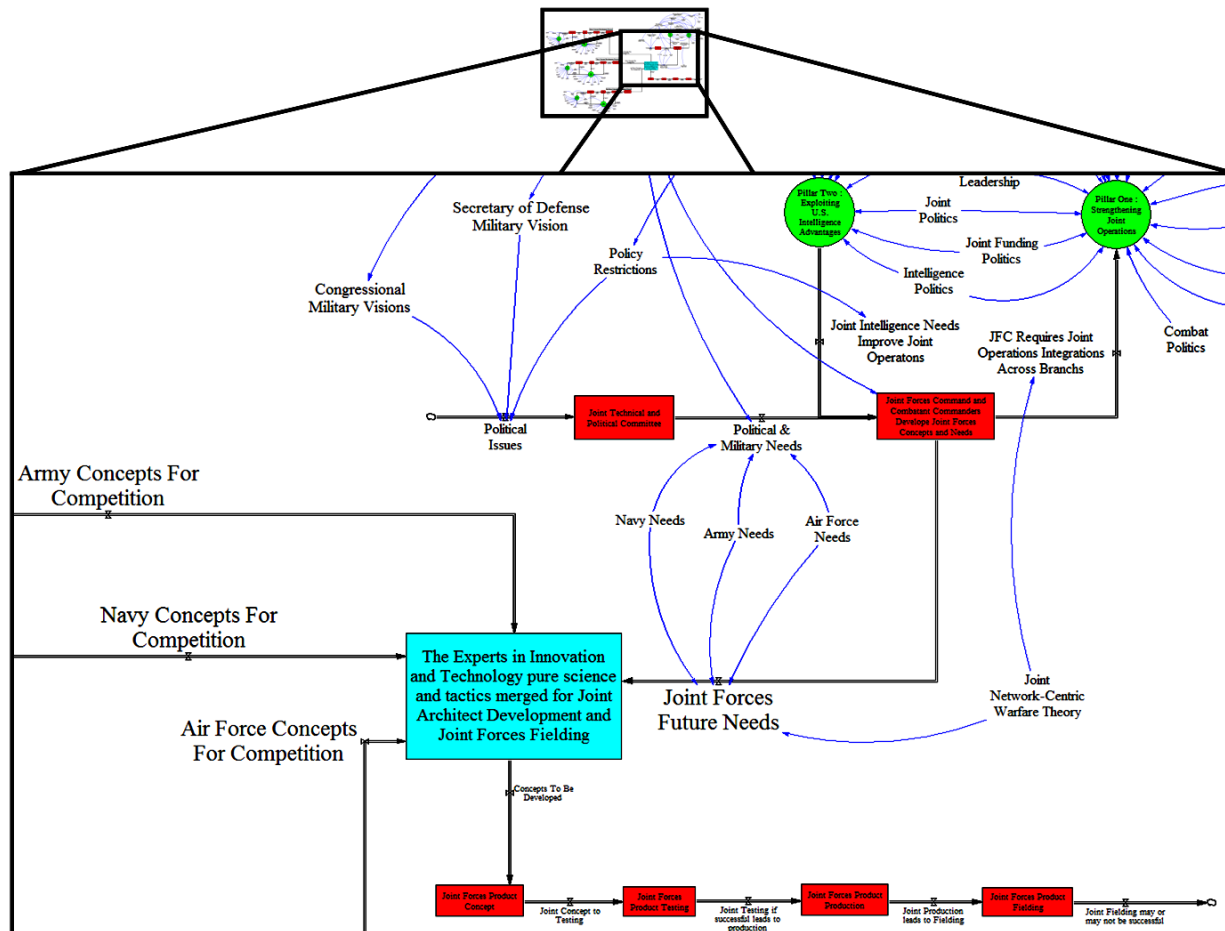 Leadership
Pillar Two :
Exploiting
U.S.
Intelligence
Advantages
Pillar One :
Strengthening
Joint
Operations
Secretary of Defense
Military Vision
Joint
Politics
Policy
Restrictions
Joint Funding
Politics
Intelligence
Politics
Congressional
Military Visions
Joint Intelligence Needs
Improve Joint
Operatons
JFC Requires Joint
Operations Integrations
Across Branchs
Combat
Politics
Political
Issues
Joint Technical and
Political Committee
Political &
Military Needs
Joint Forces Command and
Combatant Commanders
Develope Joint Forces
Concepts and Needs
Army Concepts For
Competition
Navy Needs
Army Needs
Air Force
Needs
Navy Concepts For
Competition
The Experts in Innovation
and Technology pure science
and tactics merged for Joint
Architect Development and
Joint Forces Fielding
Joint Forces
Future Needs
Joint
Network-Centric
Warfare Theory
Air Force Concepts
For Competition
Concepts To Be
Developed
Joint Forces Product
Concept
Joint Concept to
Testing
Joint Forces
Product Testing
Joint Testing if
successful leads to
production
Joint Forces Product
Production
Joint Production
leads to Fielding
Joint Forces Product
Fielding
Joint Fielding may or
may not be successful